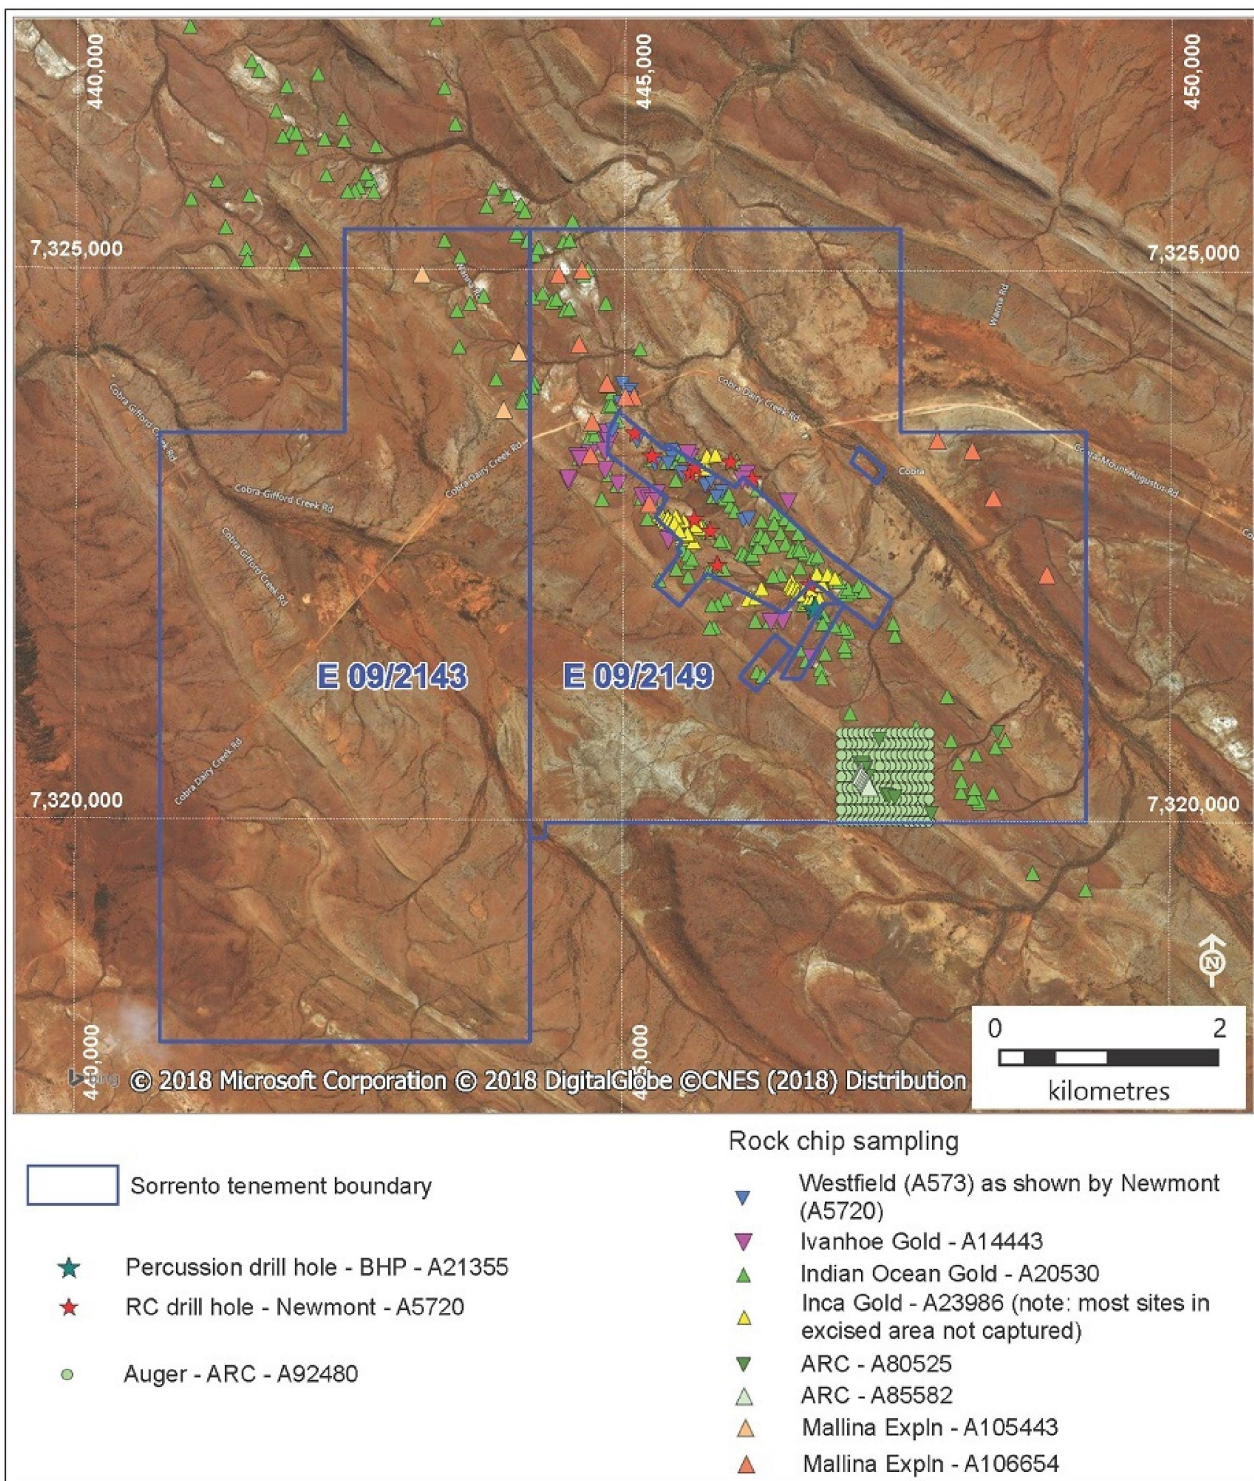 440,000
445,000
450,000
7,325,000
7,325,000
Wanna Rd
Cobra Dairy Creek Rd
Cobra Gifford Creek Rd
Cobra Dairy Creek Rd
Cobra
Cobra-Mount Augustus Rd
Cobra Gifford Creek Rd
Cobra Gifford Creek Rd
E 09/2143
E 09/2149
Cobra Dairy Creek Rd
7,320,000
7,320,000
N
0 2
kilometres
bing © 2018 Microsoft Corporation © 2018 DigitalGlobe ©CNES (2018) Distribution
Rock chip sampling
Sorrento tenement boundary
Percussion drill hole - BHP - A21355
RC drill hole - Newmont - A5720
Auger - ARC - A92480
Westfield (A573) as shown by Newmont
(A5720)
Ivanhoe Gold - A14443
Indian Ocean Gold - A20530
Inca Gold - A23986 (note: most sites in
excised area not captured)
ARC - A80525
ARC - A85582
Mallina Expln - A105443
Mallina Expln - A106654